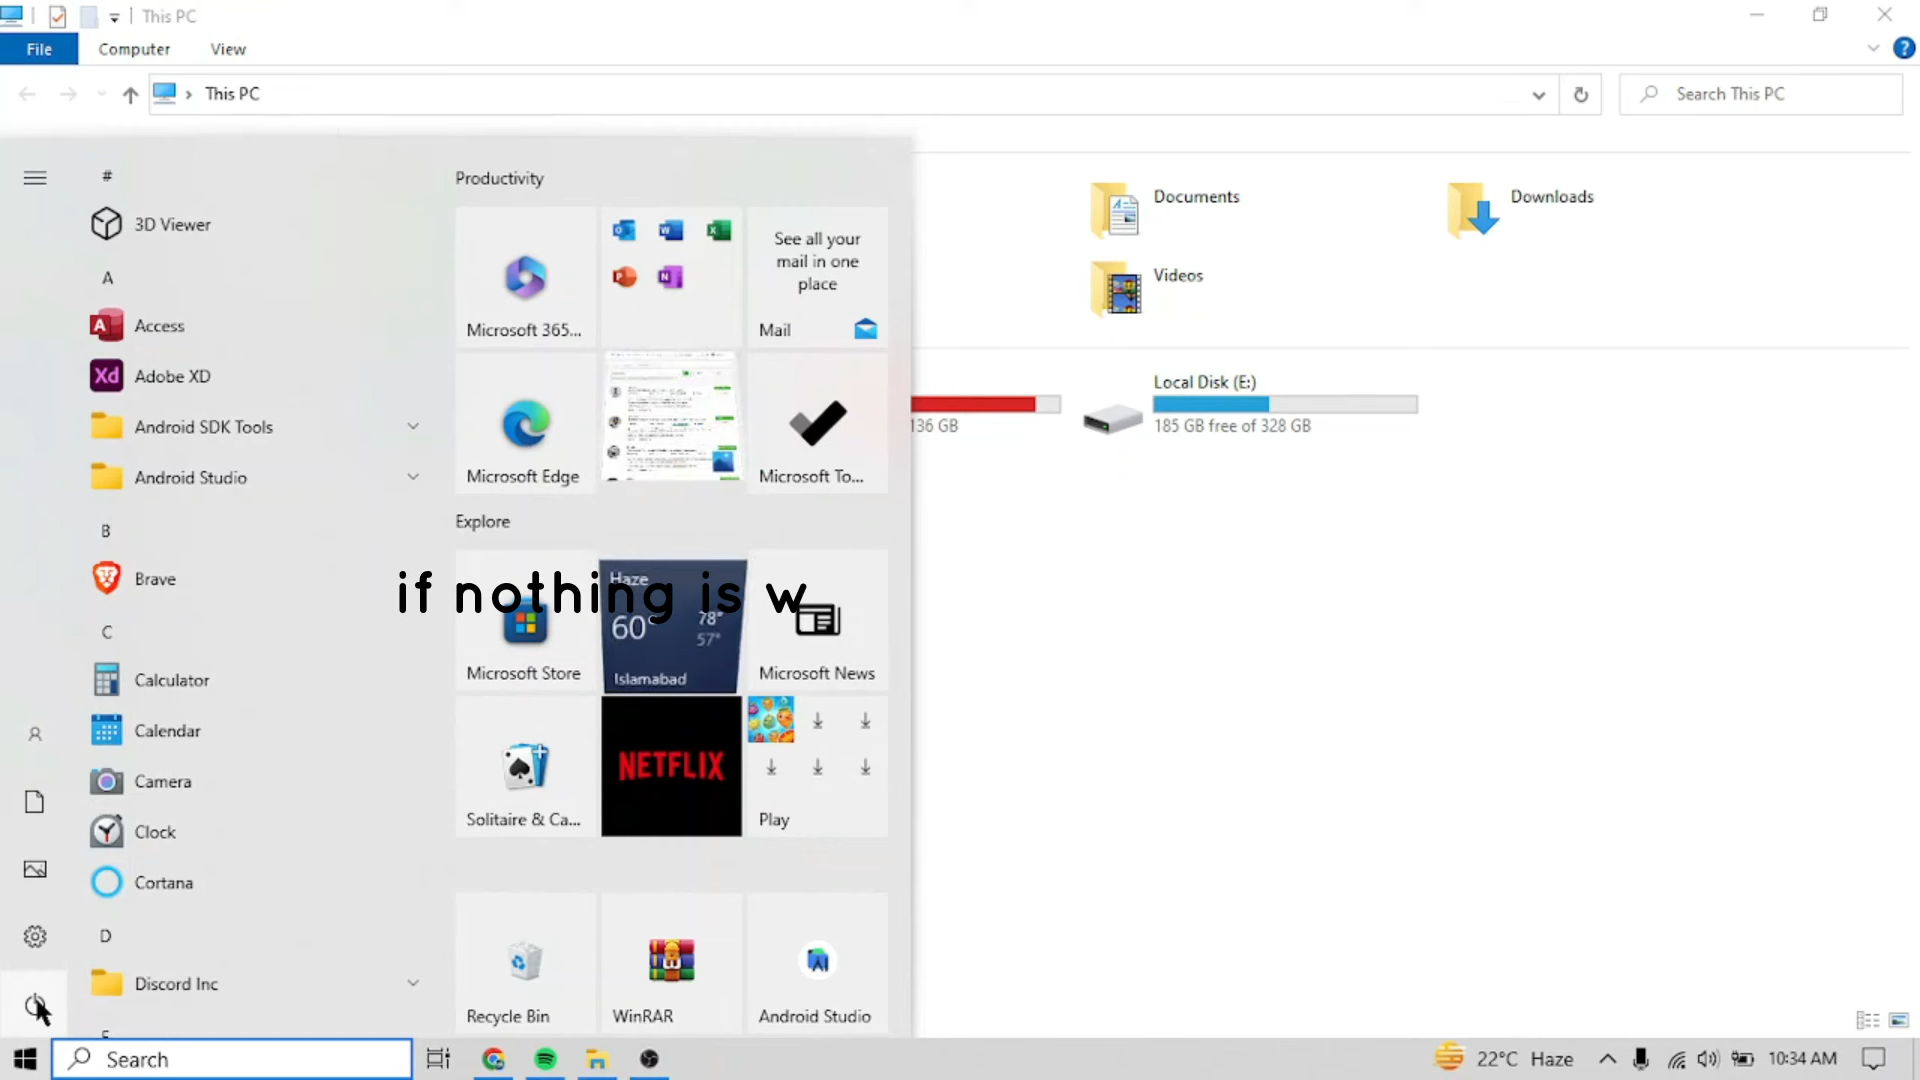 This PC
File
Computer
View
This PC
Search This PC
#
3D Viewer
A
Access
Adobe XD
Android SDK Tools
Android Studio
B
Brave
C
Calculator
Calendar
Camera
Clock
Cortana
D
Discord Inc
Productivity
Microsoft 365...
See all your
mail in one
place
Mail
Microsoft Edge
Microsoft To...
Explore
Microsoft Store
Haze
60°
78°
57°
Islamabad
Microsoft News
if nothing is w
Solitaire & Ca...
NETFLIX
Play
Recycle Bin
WinRAR
Android Studio
Documents
Downloads
Videos
136 GB
Local Disk (E:)
185 GB free of 328 GB
Search
22°C Haze
10:34 AM